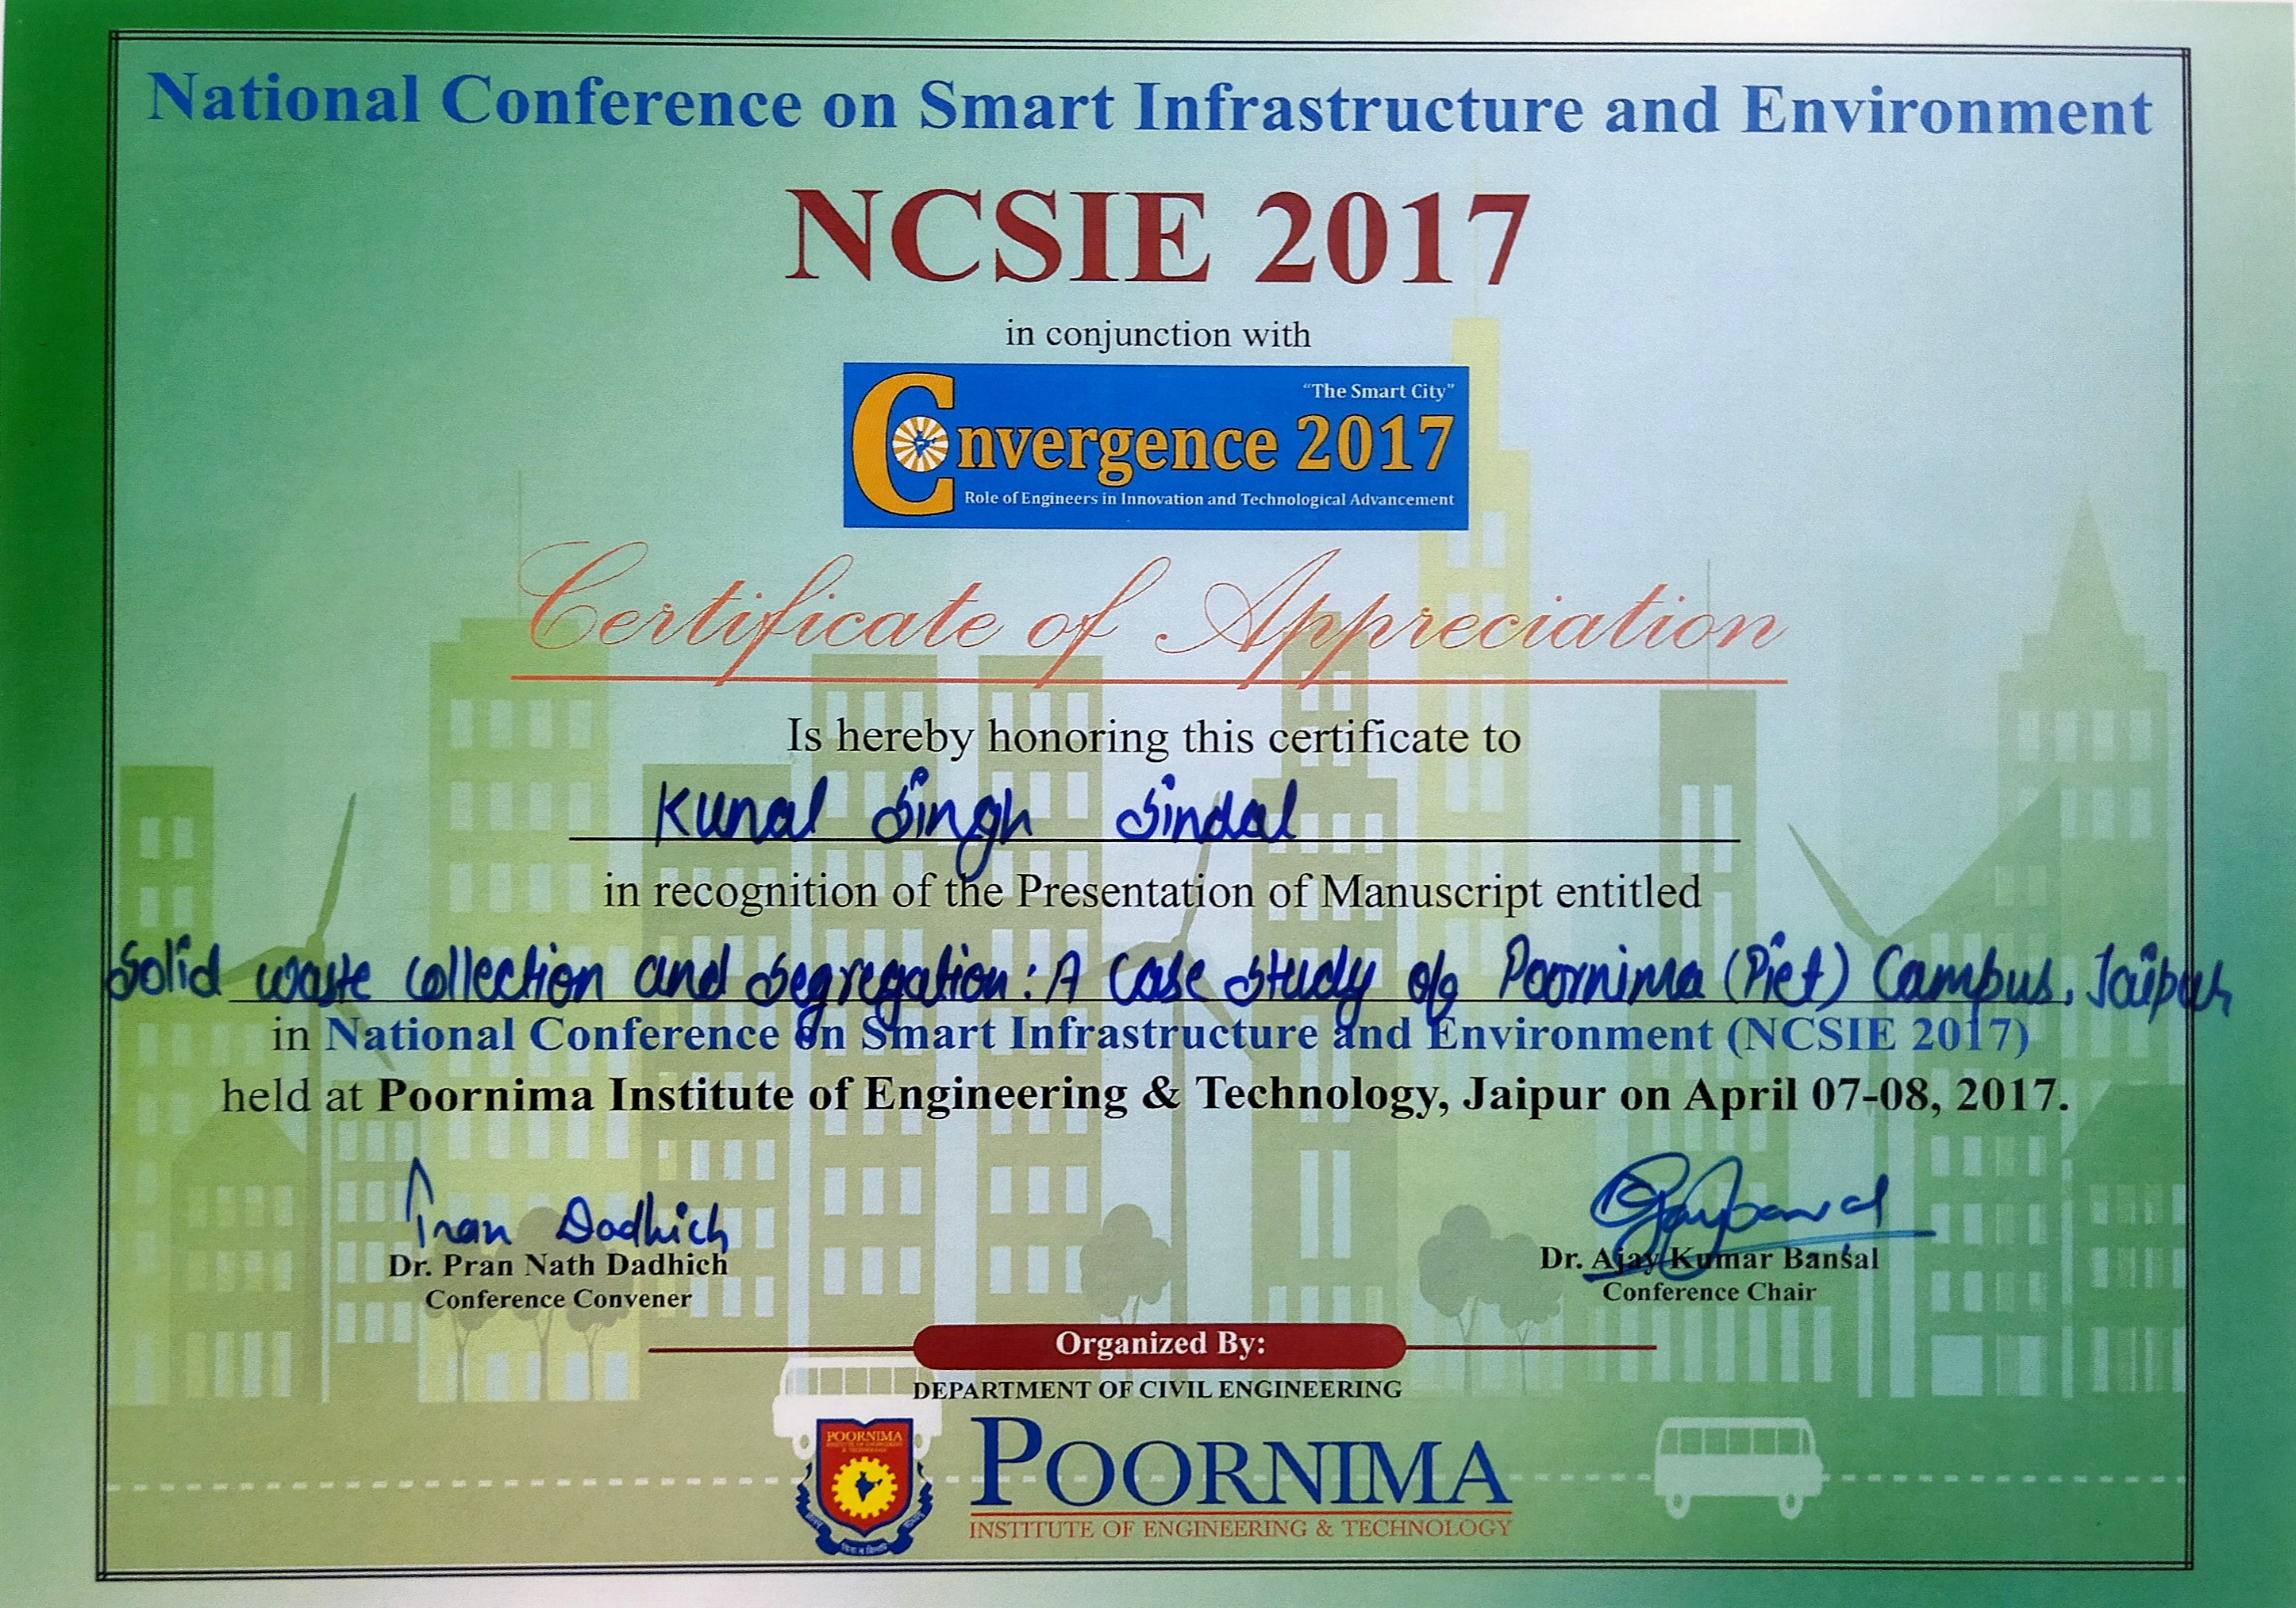 National Conference on Smart Infrastructure and Environment
NCSIE 2017
in conjunction with
"The Smart City"
Convergence 2017
Role of Engineers in Innovation and Technological Advancement
Certificate of Appreciation
Is hereby honoring this certificate to
Kunal Singh Sindal
in recognition of the Presentation of Manuscript entitled
Solid waste collection and segregation: A case study of Poornima (Piet) Campus, Jaipur
in National Conference on Smart Infrastructure and Environment (NCSIE 2017)
held at Poornima Institute of Engineering & Technology, Jaipur on April 07-08, 2017.
Pran Dadhich
Dr. Pran Nath Dadhich
Conference Convener
Dr. Ajay Kumar Bansal
Conference Chair
Organized By:
DEPARTMENT OF CIVIL ENGINEERING
POORNIMA
INSTITUTE OF ENGINEERING
& TECHNOLOGY
POORNIMA
INSTITUTE OF ENGINEERING & TECHNOLOGY